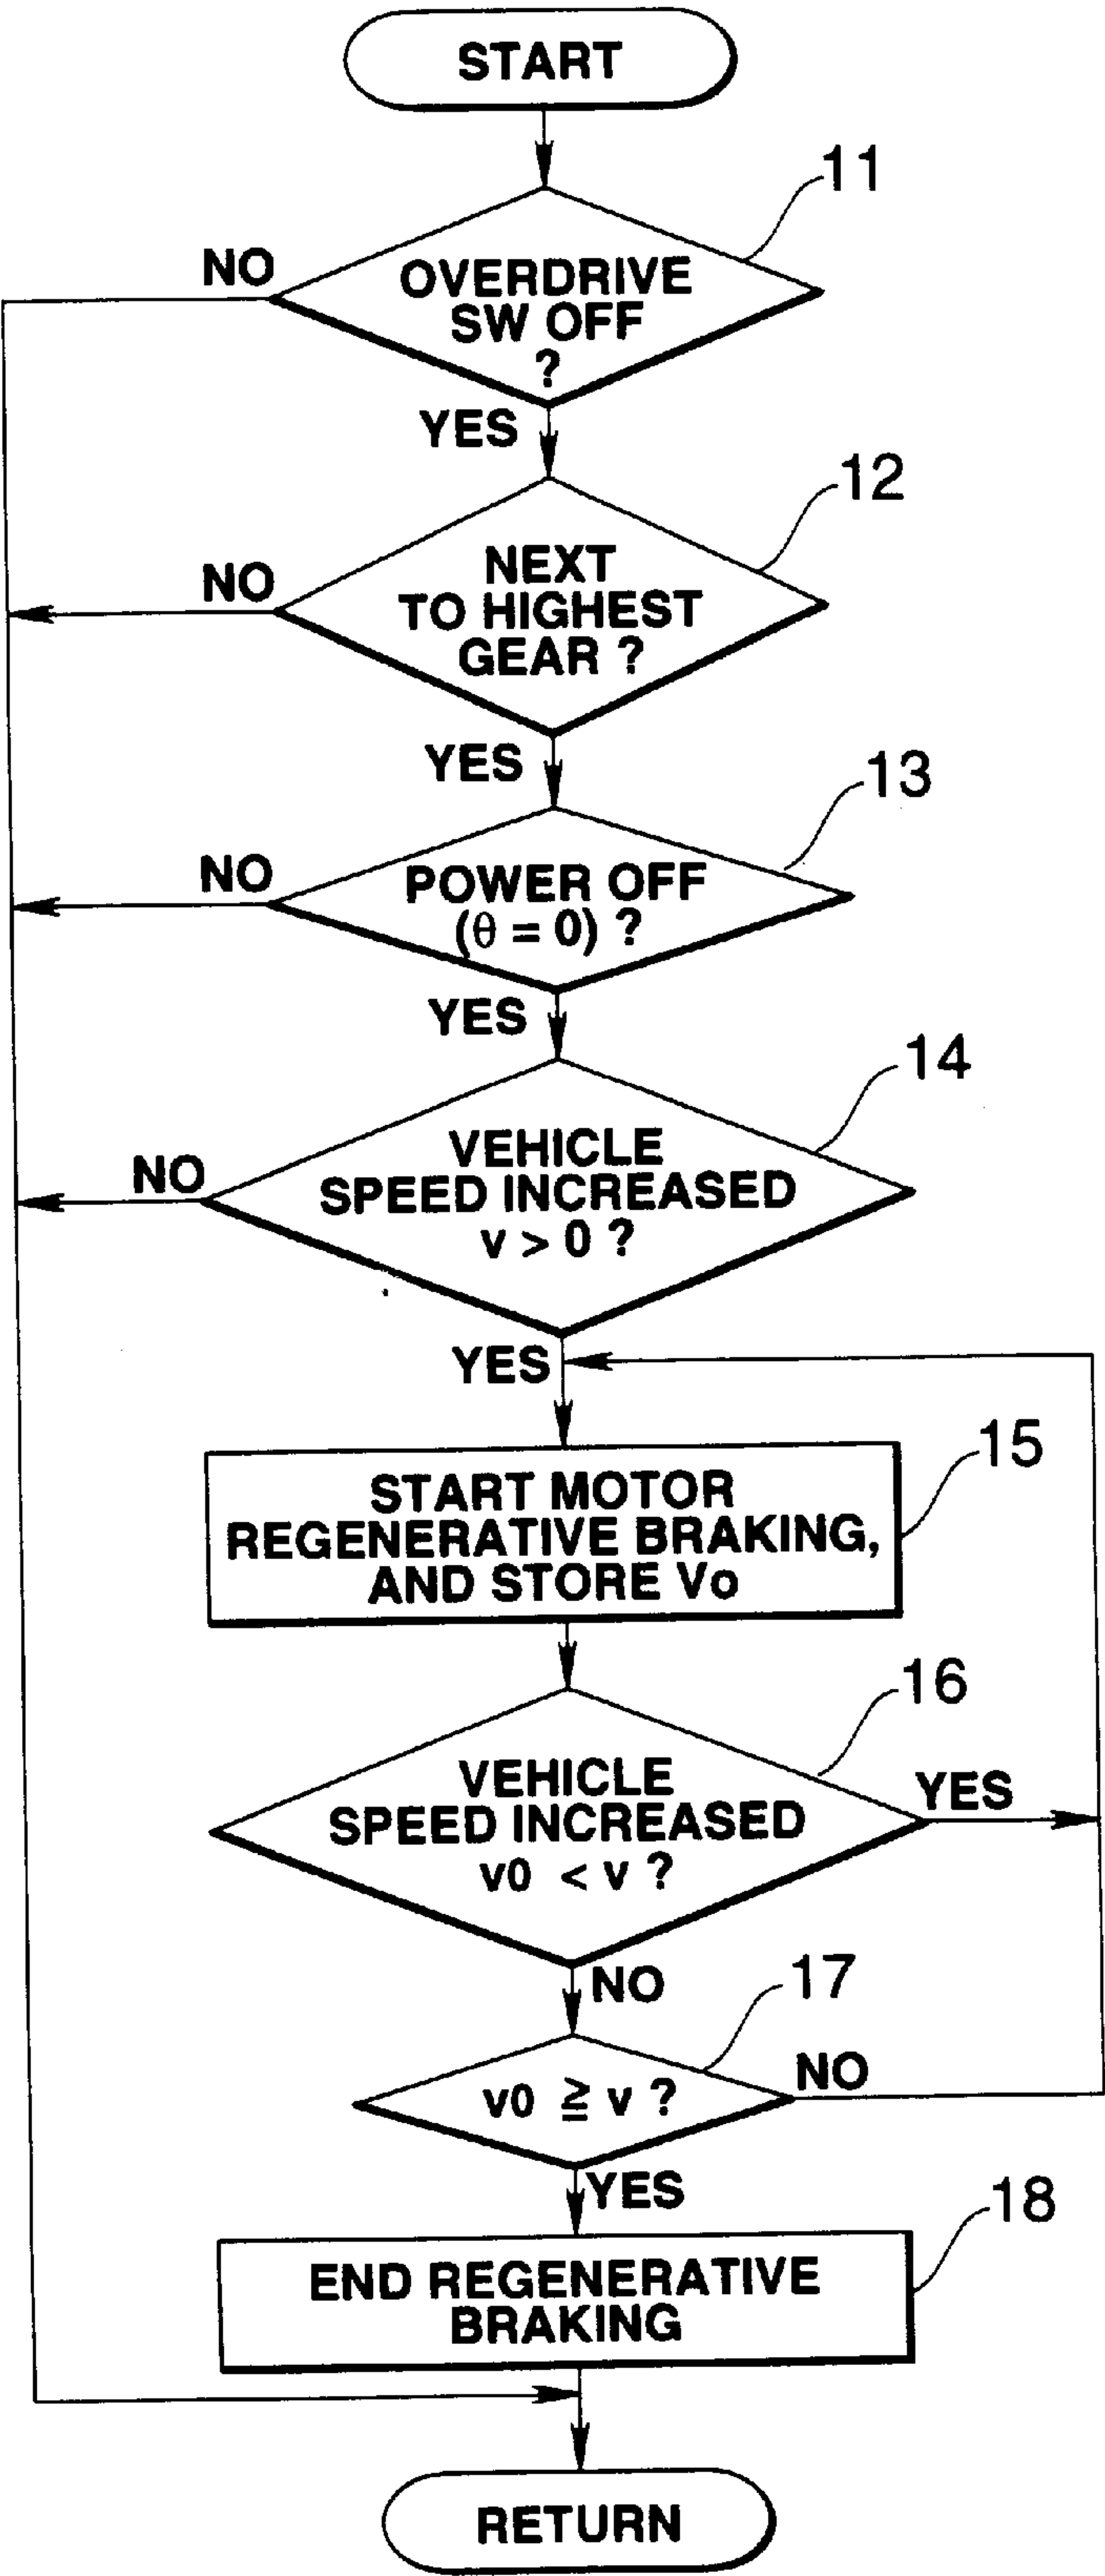 START
11
NO
OVERDRIVE
SW OFF
?
YES
12
NO
NEXT
TO HIGHEST
GEAR ?
YES
13
NO
POWER OFF
(θ = 0) ?
YES
14
NO
VEHICLE
SPEED INCREASED
v > 0 ?
YES
15
START MOTOR
REGENERATIVE BRAKING,
AND STORE Vo
16
VEHICLE
SPEED INCREASED
v0 < v ?
YES
NO
17
v0 ≧ v ?
NO
YES
18
END REGENERATIVE
BRAKING
RETURN